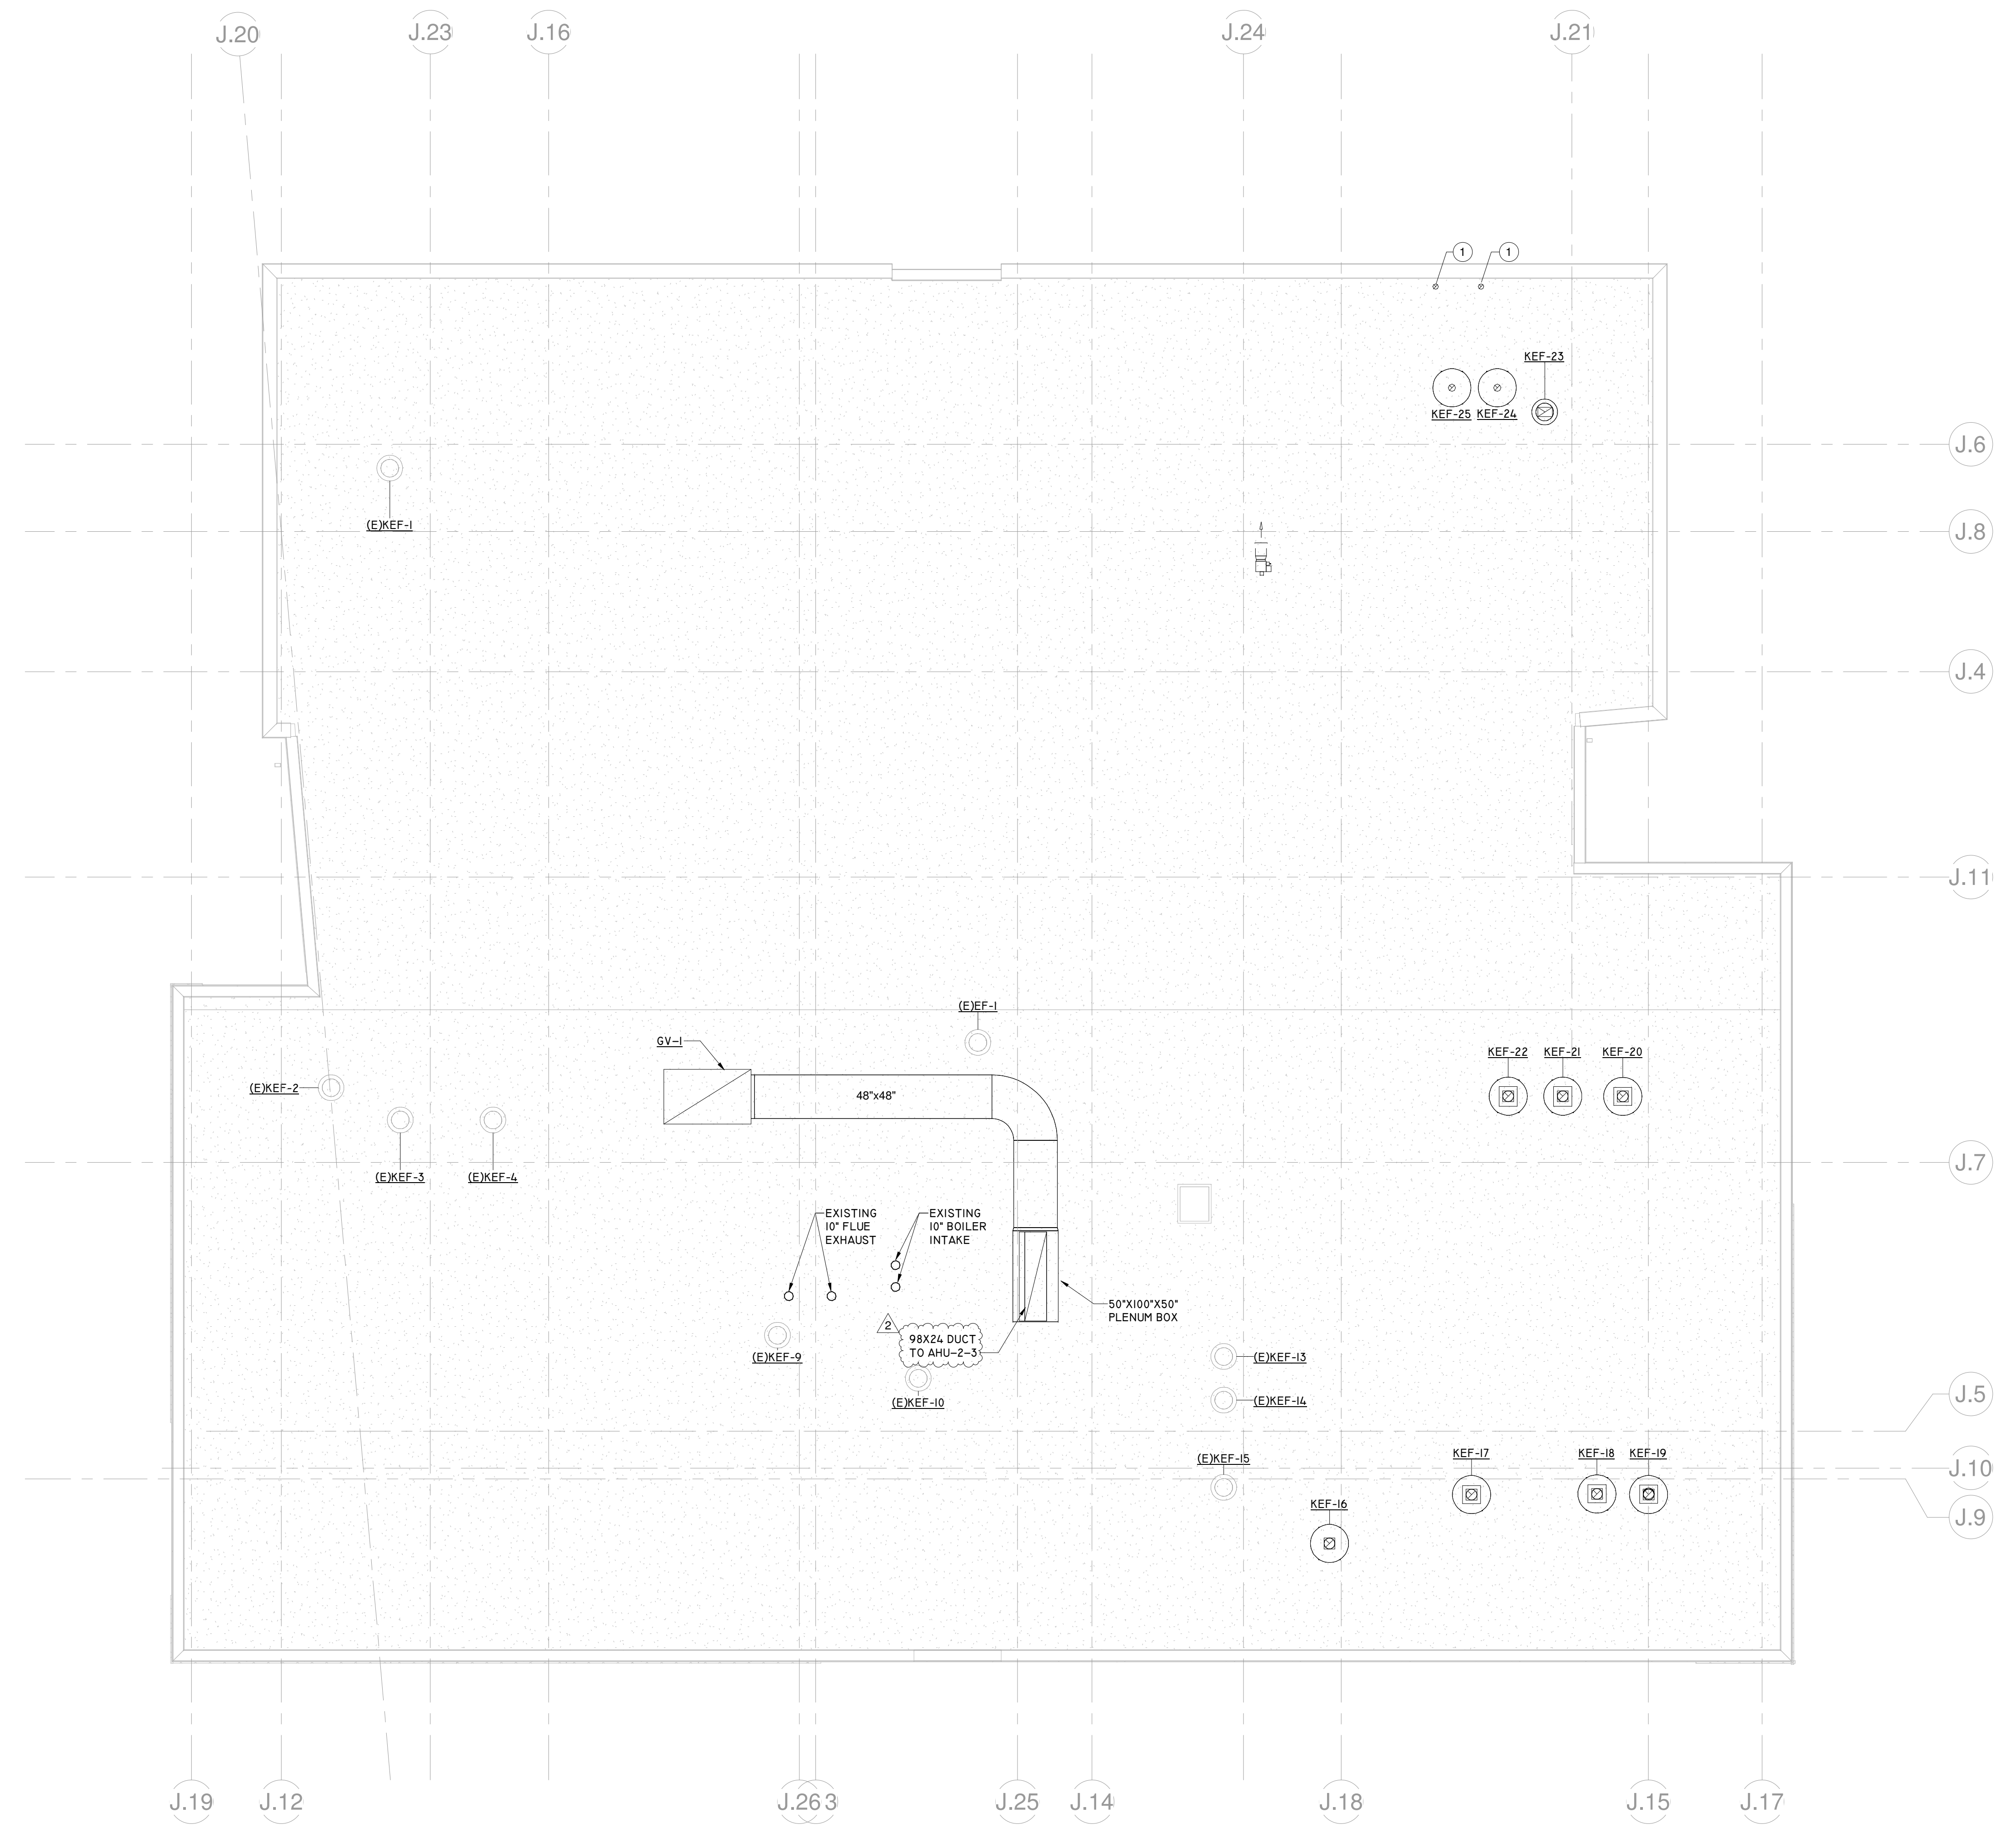 J.20
J.23
J.16
J.24
J.21
1
1
KEF-23
KEF-25
KEF-24
J.6
(E)KEF-1
J.8
J.4
J.11
(E)EF-1
GV-1
48"x48"
KEF-22
KEF-21
KEF-20
(E)KEF-2
(E)KEF-3
(E)KEF-4
J.7
EXISTING
10" FLUE
EXHAUST
EXISTING
10" BOILER
INTAKE
50"X100"X50"
PLENUM BOX
2
98X24 DUCT
TO AHU-2-3
(E)KEF-9
(E)KEF-10
(E)KEF-13
(E)KEF-14
J.5
(E)KEF-15
KEF-17
KEF-18
KEF-19
J.10
KEF-16
J.9
J.19
J.12
J.26
3
J.25
J.14
J.18
J.15
J.17